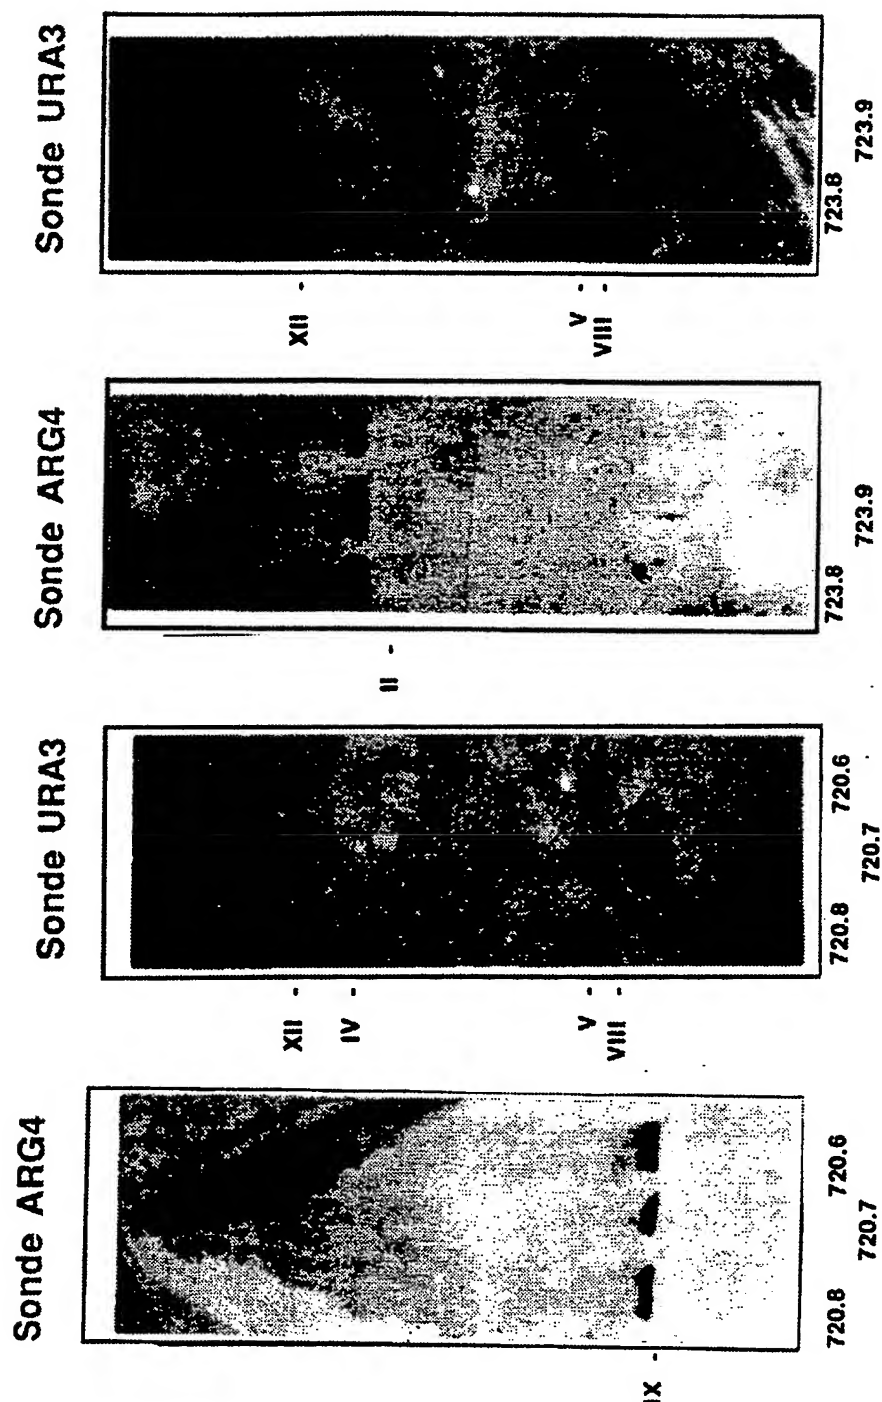 Sonde ARG4
IX
720.8
720.7
720.6
Sonde URA3
XII
IV
V
VIII
720.8
720.7
720.6
Sonde ARG4
II
723.8
723.9
Sonde URA3
XII
V
VIII
723.8
723.9